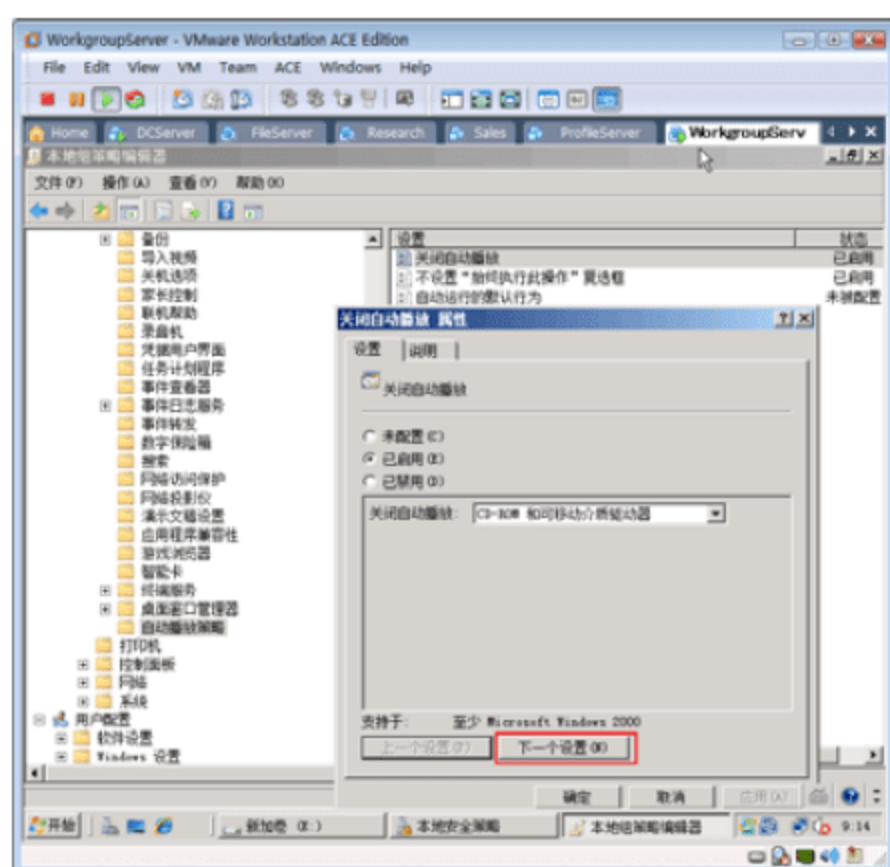 WorkgroupServer - VMware Workstation ACE Edition
File Edit View VM Team ACE Windows Help
Home DCServer FileServer Research Sales ProfileServer WorkgroupServ
本地组策略编辑器
文件(F) 操作(A) 查看(V) 帮助(H)
设置 状态
关闭自动播放 已启用
不设置“始终执行此操作”复选框 已启用
自动运行的默认行为 未被配置
备份
导入视频
关机选项
家长控制
联机帮助
录音机
凭据用户界面
任务计划程序
事件查看器
事件日志服务
事件转发
数字保险箱
搜索
网络访问保护
网络投影仪
演示文稿设置
应用程序兼容性
游戏浏览器
智能卡
终端服务
桌面窗口管理器
自动播放策略
打印机
控制面板
网络
系统
用户配置
软件设置
Windows 设置
关闭自动播放 属性
设置 说明
关闭自动播放
未配置(C)
已启用(E)
已禁用(D)
关闭自动播放: CD-ROM 和可移动介质驱动器
支持于: 至少 Microsoft Windows 2000
上一个设置(P) 下一个设置(N)
确定 取消 应用(A)
开始 新加卷 (E:) 本地安全策略 本地组策略编辑器 9:14